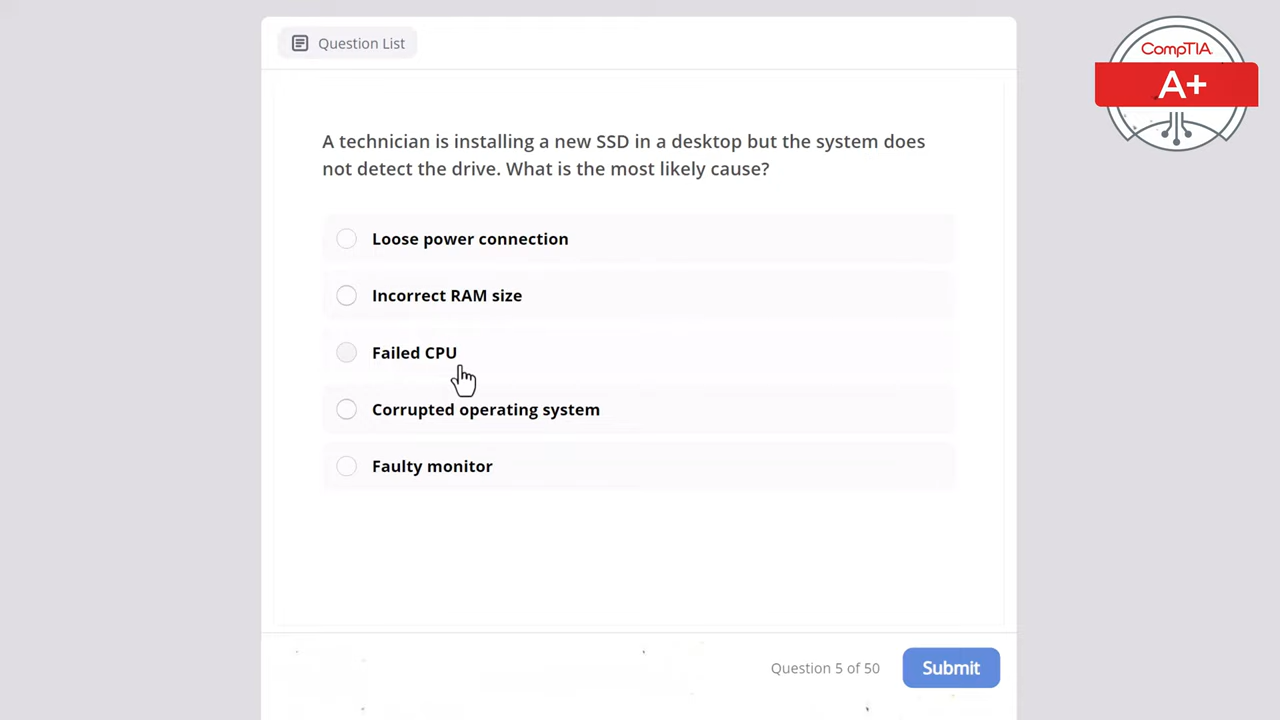 Question List
CompTIA
A+
A technician is installing a new SSD in a desktop but the system does
not detect the drive. What is the most likely cause?
Loose power connection
Incorrect RAM size
Failed CPU
Corrupted operating system
Faulty monitor
Question 5 of 50
Submit